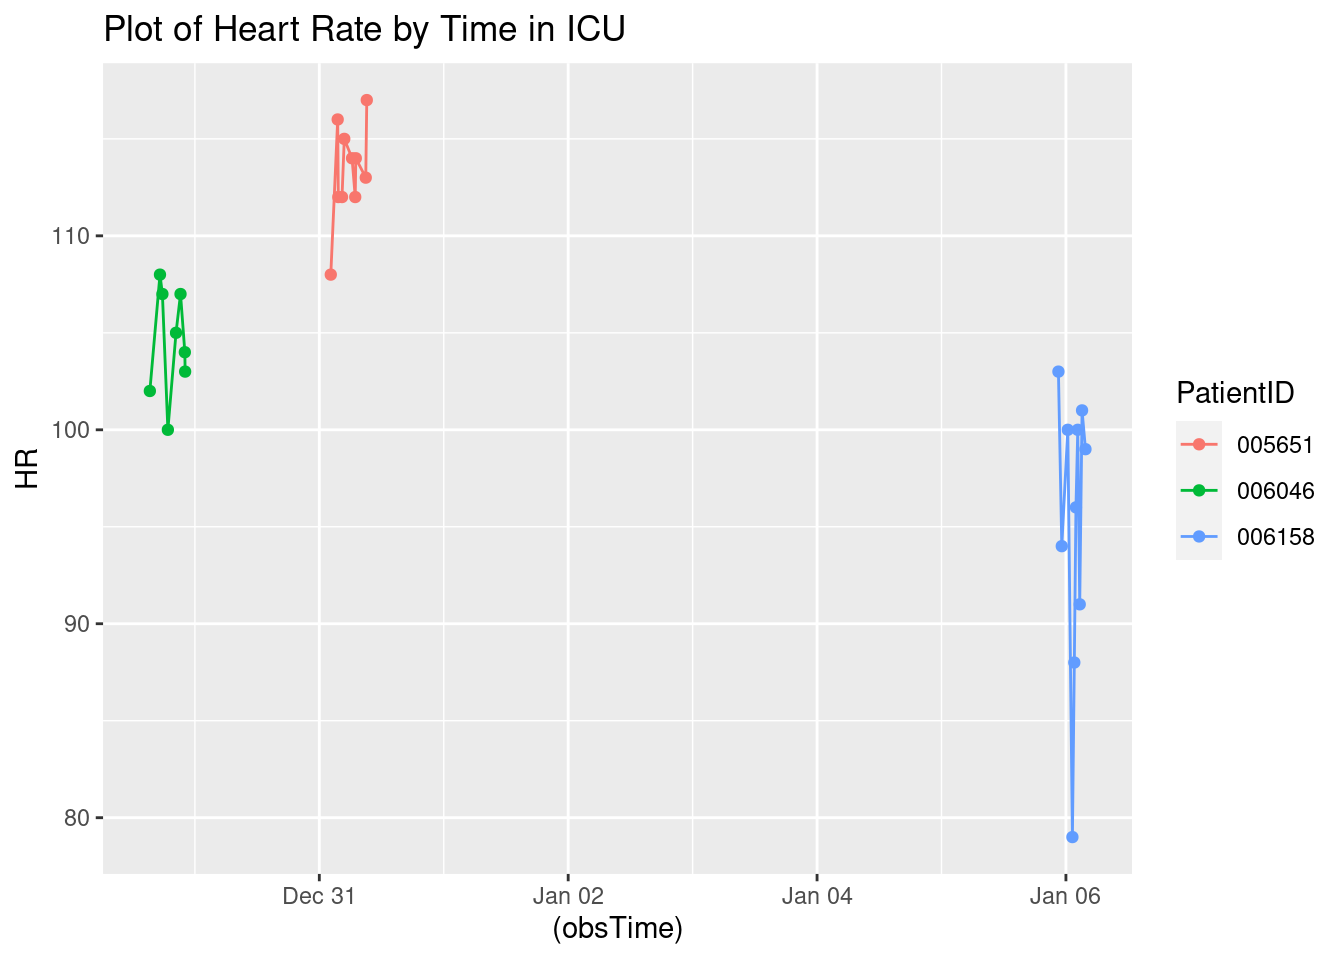 Plot of Heart Rate by Time in ICU
HR
110
100
90
80
Dec 31
Jan 02
Jan 04
Jan 06
(obsTime)
PatientID
005651
006046
006158